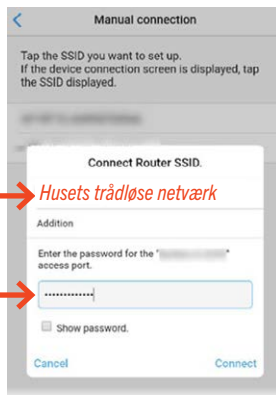 Manual connection
Tap the SSID you want to set up.
If the device connection screen is displayed, tap
the SSID displayed.
Connect Router SSID.
Husets trådløse netværk
Addition
Enter the password for the "
"
access port.
•••••••••••••
Show password.
Cancel
Connect